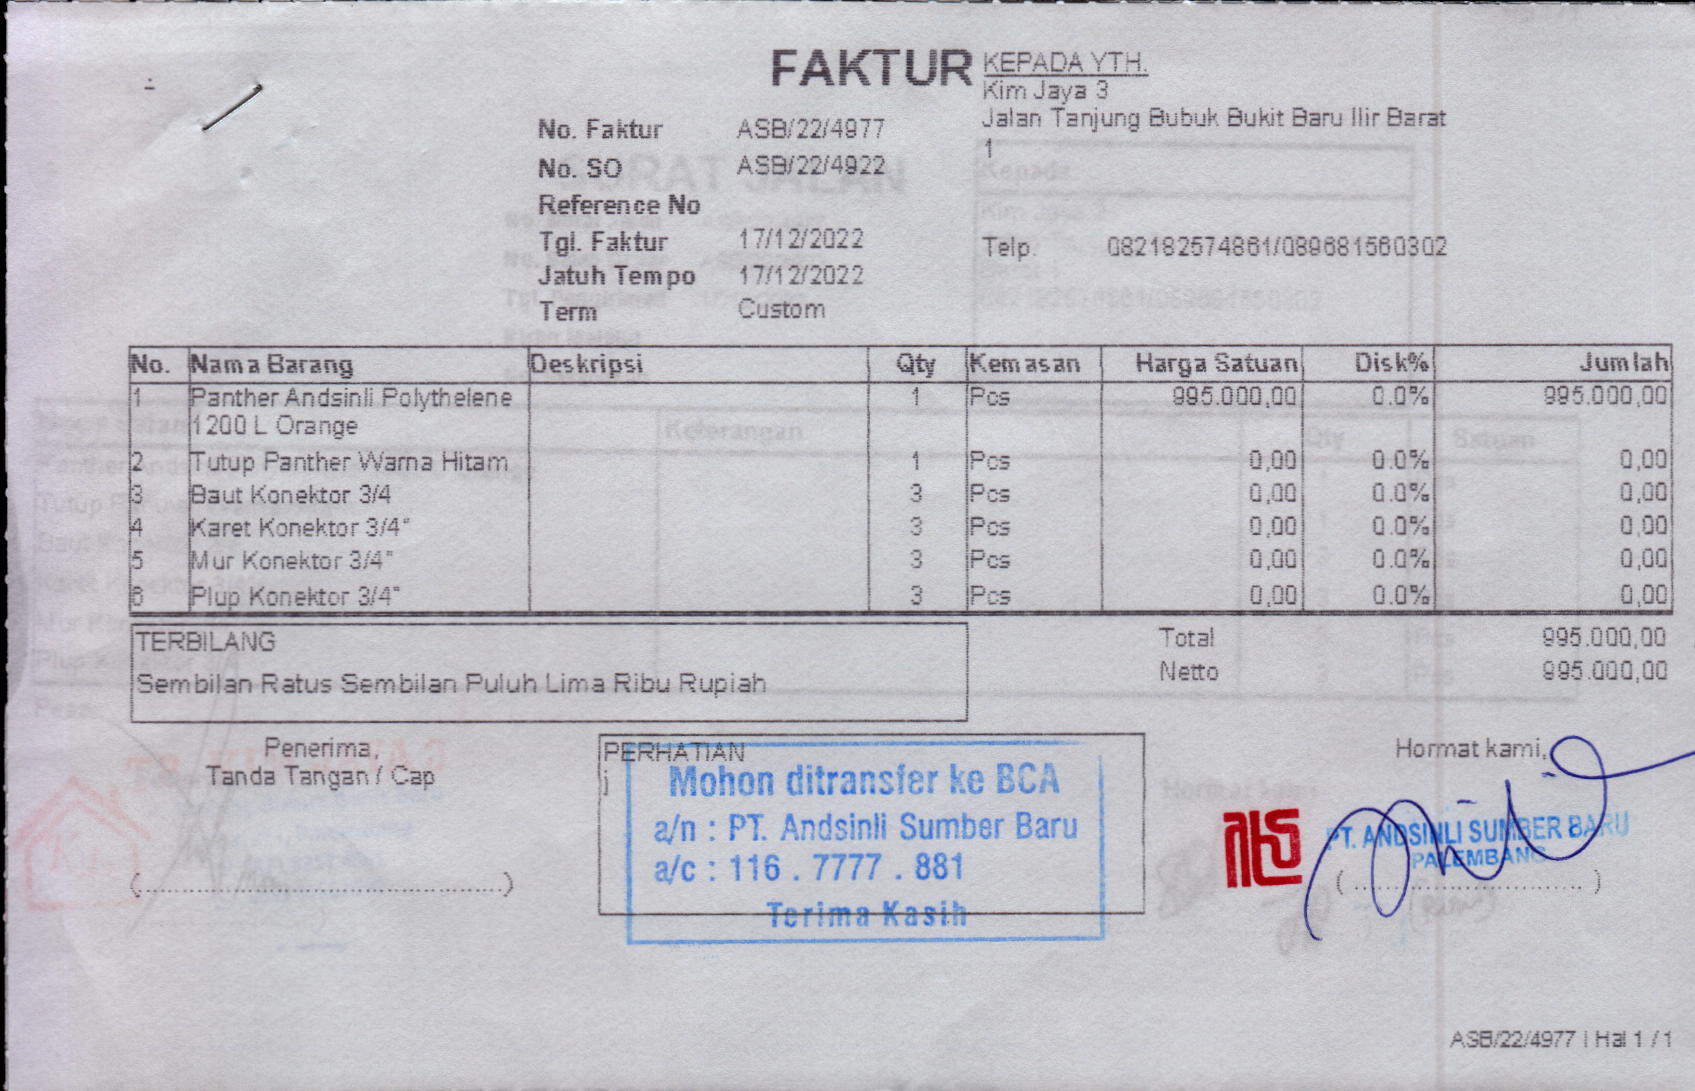 FAKTUR
KEPADA YTH.
Kim Jaya 3
Jalan Tanjung Bubuk Bukit Baru Ilir Barat
1
Telp. 082182574861/089681560302
No. Faktur ASB/22/4977
No. SO ASB/22/4922
Reference No
Tgl. Faktur 17/12/2022
Jatuh Tempo 17/12/2022
Term Custom
No. Nama Barang Deskripsi Qty Kemasan Harga Satuan Disk% Jumlah
1 Panther Andsinli Polythelene 1 Pcs 995.000,00 0.0% 995.000,00
1200 L Orange
2 Tutup Panther Warna Hitam 1 Pcs 0,00 0.0% 0,00
3 Baut Konektor 3/4 3 Pcs 0,00 0.0% 0,00
4 Karet Konektor 3/4" 3 Pcs 0,00 0.0% 0,00
5 Mur Konektor 3/4" 3 Pcs 0,00 0.0% 0,00
6 Plup Konektor 3/4" 3 Pcs 0,00 0.0% 0,00
Total 995.000,00
Netto 995.000,00
TERBILANG
Sembilan Ratus Sembilan Puluh Lima Ribu Rupiah
Penerima,
Tanda Tangan / Cap
(..............................................)
PERHATIAN
j
Mohon ditransfer ke BCA
a/n : PT. Andsinli Sumber Baru
a/c : 116 . 7777 . 881
Terima Kasih
Hormat kami,
PT. ANDSINLI SUMBER BARU
PALEMBANG
( ............................. )
ASB/22/4977 | Hal 1 / 1